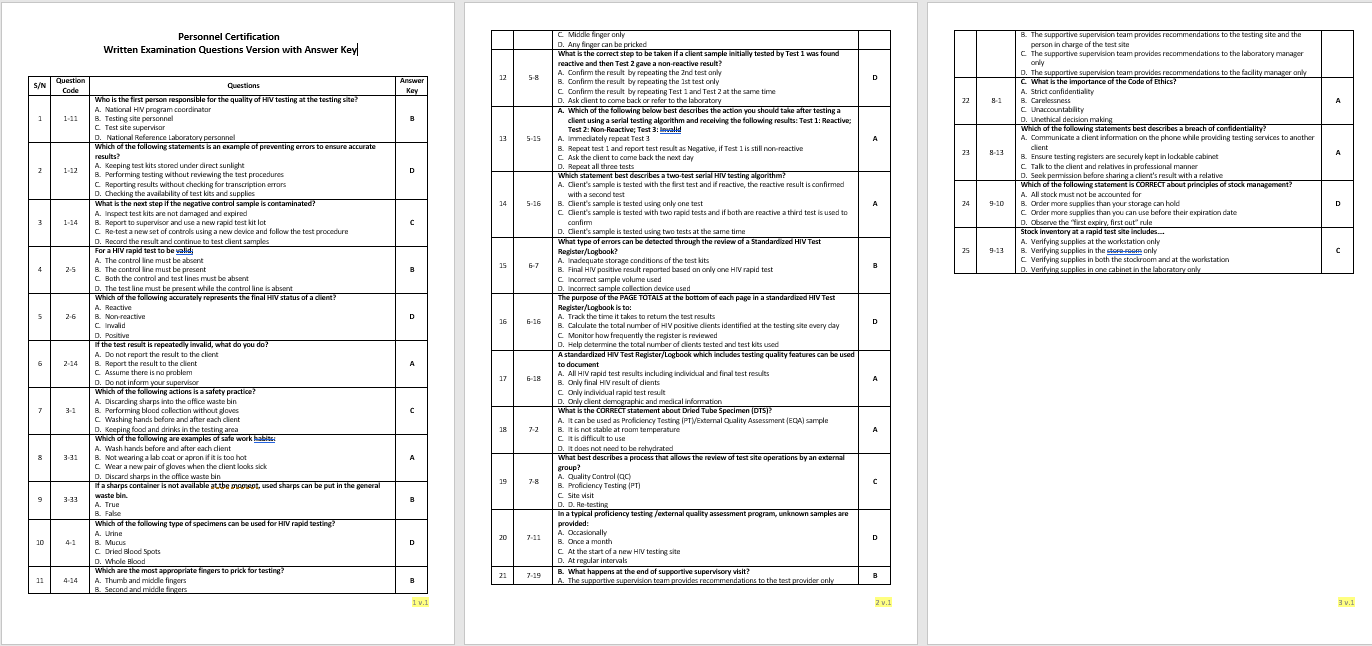 Personnel Certification
Written Examination Questions Version with Answer Key
S/N Question Code Questions Answer Key
1 1-11 Who is the first person responsible for the quality of HIV testing at the testing site? B
A. National HIV program coordinator
B. Testing site personnel
C. Test site supervisor
D. National Reference Laboratory personnel
2 1-12 Which of the following statements is an example of preventing errors to ensure accurate D
results?
A. Keeping test kits stored under direct sunlight
B. Performing testing without reviewing the test procedures
C. Reporting results without checking for transcription errors
D. Checking the availability of test kits and supplies
3 1-14 What is the next step if the negative control sample is contaminated? C
A. Inspect test kits are not damaged and expired
B. Report to supervisor and use a new rapid test kit lot
C. Re-test a new set of controls using a new device and follow the test procedure
D. Record the result and continue to test client samples
4 2-5 For a HIV rapid test to be valid: B
A. The control line must be absent
B. The control line must be present
C. Both the control and test lines must be absent
D. The test line must be present while the control line is absent
5 2-6 Which of the following accurately represents the final HIV status of a client? D
A. Reactive
B. Non-reactive
C. Invalid
D. Positive
6 2-14 If the test result is repeatedly invalid, what do you do? A
A. Do not report the result to the client
B. Report the result to the client
C. Assume there is no problem
D. Do not inform your supervisor
7 3-1 Which of the following actions is a safety practice? C
A. Discarding sharps into the office waste bin
B. Performing blood collection without gloves
C. Washing hands before and after each client
D. Keeping food and drinks in the testing area
8 3-31 Which of the following are examples of safe work habits: A
A. Wash hands before and after each client
B. Not wearing a lab coat or apron if it is too hot
C. Wear a new pair of gloves when the client looks sick
D. Discard sharps in the office waste bin
9 3-33 If a sharps container is not available at the moment, used sharps can be put in the general B
waste bin.
A. True
B. False
10 4-1 Which of the following type of specimens can be used for HIV rapid testing? D
A. Urine
B. Mucus
C. Dried Blood Spots
D. Whole Blood
11 4-14 Which are the most appropriate fingers to prick for testing? B
A. Thumb and middle fingers
B. Second and middle fingers
1 v.1
C. Middle finger only
D. Any finger can be pricked
12 5-8 What is the correct step to be taken if a client sample initially tested by Test 1 was found D
reactive and then Test 2 gave a non-reactive result?
A. Confirm the result by repeating the 2nd test only
B. Confirm the result by repeating the 1st test only
C. Confirm the result by repeating Test 1 and Test 2 at the same time
D. Ask client to come back or refer to the laboratory
13 5-15 A. Which of the following below best describes the action you should take after testing a A
client using a serial testing algorithm and receiving the following results: Test 1: Reactive;
Test 2: Non-Reactive; Test 3: Invalid
A. Immediately repeat Test 3
B. Repeat test 1 and report test result as Negative, if Test 1 is still non-reactive
C. Ask the client to come back the next day
D. Repeat all three tests
14 5-16 Which statement best describes a two-test serial HIV testing algorithm? A
A. Client's sample is tested with the first test and if reactive, the reactive result is confirmed
with a second test
B. Client's sample is tested using only one test
C. Client's sample is tested with two rapid tests and if both are reactive a third test is used to
confirm
D. Client's sample is tested using two tests at the same time
15 6-7 What type of errors can be detected through the review of a Standardized HIV Test B
Register/Logbook?
A. Inadequate storage conditions of the test kits
B. Final HIV positive result reported based on only one HIV rapid test
C. Incorrect sample volume used
D. Incorrect sample collection device used
16 6-16 The purpose of the PAGE TOTALS at the bottom of each page in a standardized HIV Test D
Register/Logbook is to:
A. Track the time it takes to return the test results
B. Calculate the total number of HIV positive clients identified at the testing site every day
C. Monitor how frequently the register is reviewed
D. Help determine the total number of clients tested and test kits used
17 6-18 A standardized HIV Test Register/Logbook which includes testing quality features can be used A
to document
A. All HIV rapid test results including individual and final test results
B. Only final HIV result of clients
C. Only individual rapid test result
D. Only client demographic and medical information
18 7-2 What is the CORRECT statement about Dried Tube Specimen (DTS)? A
A. It can be used as Proficiency Testing (PT)/External Quality Assessment (EQA) sample
B. It is not stable at room temperature
C. It is difficult to use
D. It does not need to be rehydrated
19 7-8 What best describes a process that allows the review of test site operations by an external C
group?
A. Quality Control (QC)
B. Proficiency Testing (PT)
C. Site visit
D. D. Re-testing
20 7-11 In a typical proficiency testing /external quality assessment program, unknown samples are D
provided:
A. Occasionally
B. Once a month
C. At the start of a new HIV testing site
D. At regular intervals
21 7-19 B. What happens at the end of supportive supervisory visit? B
A. The supportive supervision team provides recommendations to the test provider only
2 v.1
B. The supportive supervision team provides recommendations to the testing site and the
person in charge of the test site
C. The supportive supervision team provides recommendations to the laboratory manager
only
D. The supportive supervision team provides recommendations to the facility manager only
22 8-1 C. What is the importance of the Code of Ethics? A
A. Strict confidentiality
B. Carelessness
C. Unaccountability
D. Unethical decision making
23 8-13 Which of the following statements best describes a breach of confidentiality? A
A. Communicate a client information on the phone while providing testing services to another
client
B. Ensure testing registers are securely kept in lockable cabinet
C. Talk to the client and relatives in professional manner
D. Seek permission before sharing a client's result with a relative
24 9-10 Which of the following statement is CORRECT about principles of stock management? D
A. All stock must not be accounted for
B. Order more supplies than your storage can hold
C. Order more supplies than you can use before their expiration date
D. Observe the "first expiry, first out" rule
25 9-13 Stock inventory at a rapid test site includes.... C
A. Verifying supplies at the workstation only
B. Verifying supplies in the store room only
C. Verifying supplies in both the stockroom and at the workstation
D. Verifying supplies in one cabinet in the laboratory only
3 v.1